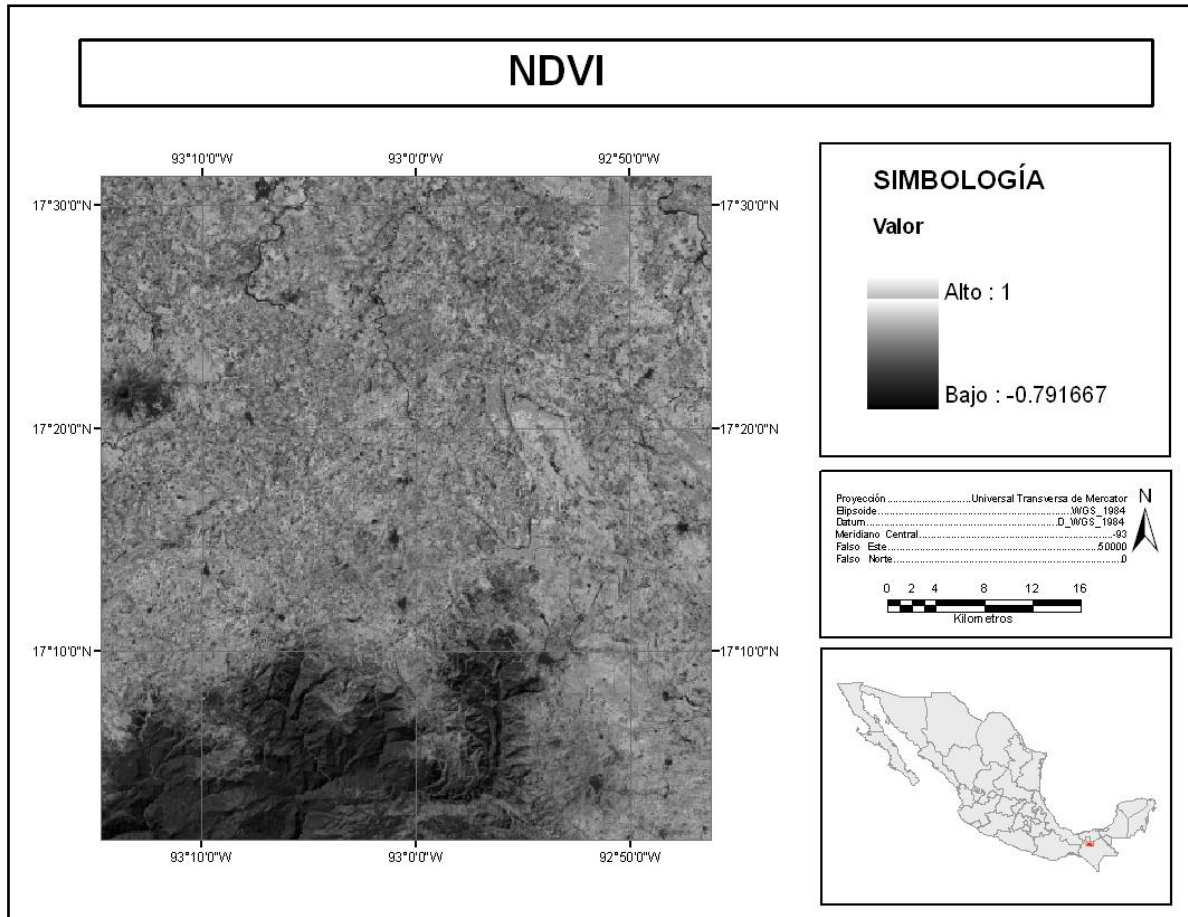 NDVI
93°10'0"W 93°0'0"W 92°50'0"W
17°30'0"N 17°30'0"N
17°20'0"N 17°20'0"N
17°10'0"N 17°10'0"N
93°10'0"W 93°0'0"W 92°50'0"W
SIMBOLOGÍA
Valor
Alto : 1
Bajo : -0.791667
Proyección........................Universal Transversa de Mercator
Elipsoide................................................WGS_1984
Datum................................................D_WGS_1984
Meridiano Central................................................-93
Falso Este................................................50000
Falso Norte................................................0
N
0 2 4 8 12 16
Kilometros